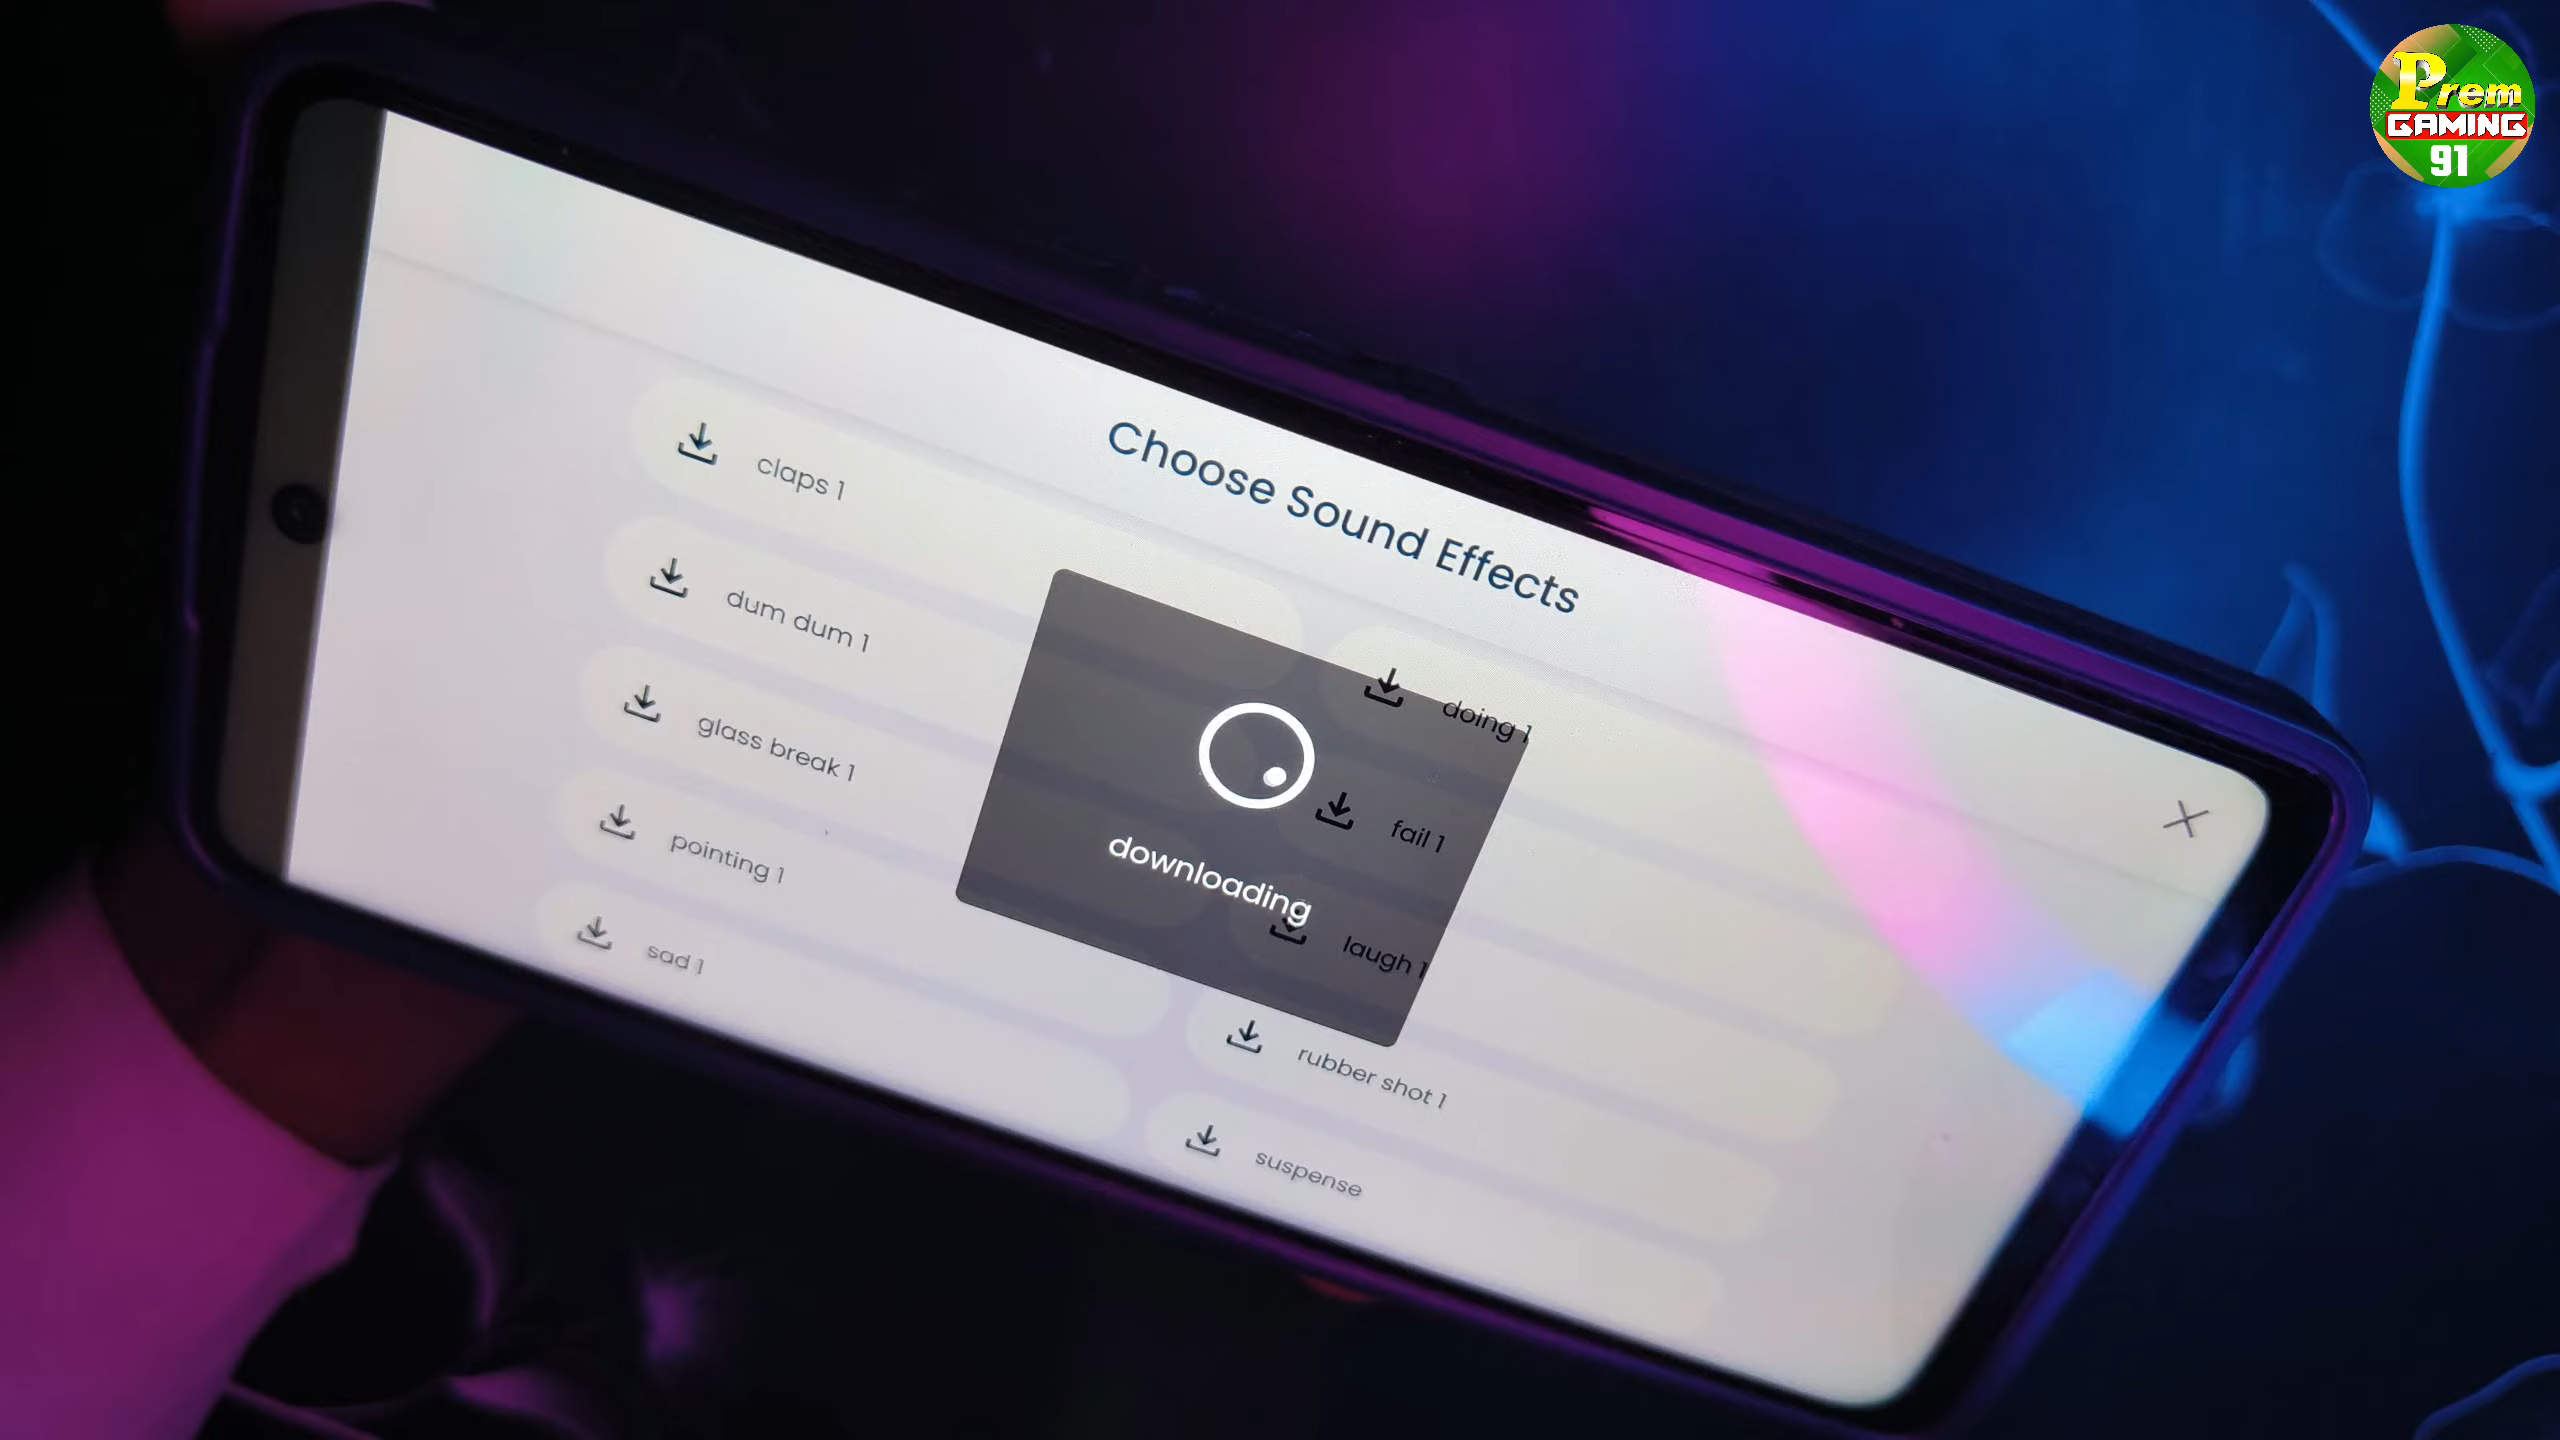 Prem
GAMING
91
Choose Sound Effects
claps 1
doing 1
dum dum 1
fail 1
glass break 1
laugh 1
pointing 1
rubber shot 1
sad 1
suspense
downloading